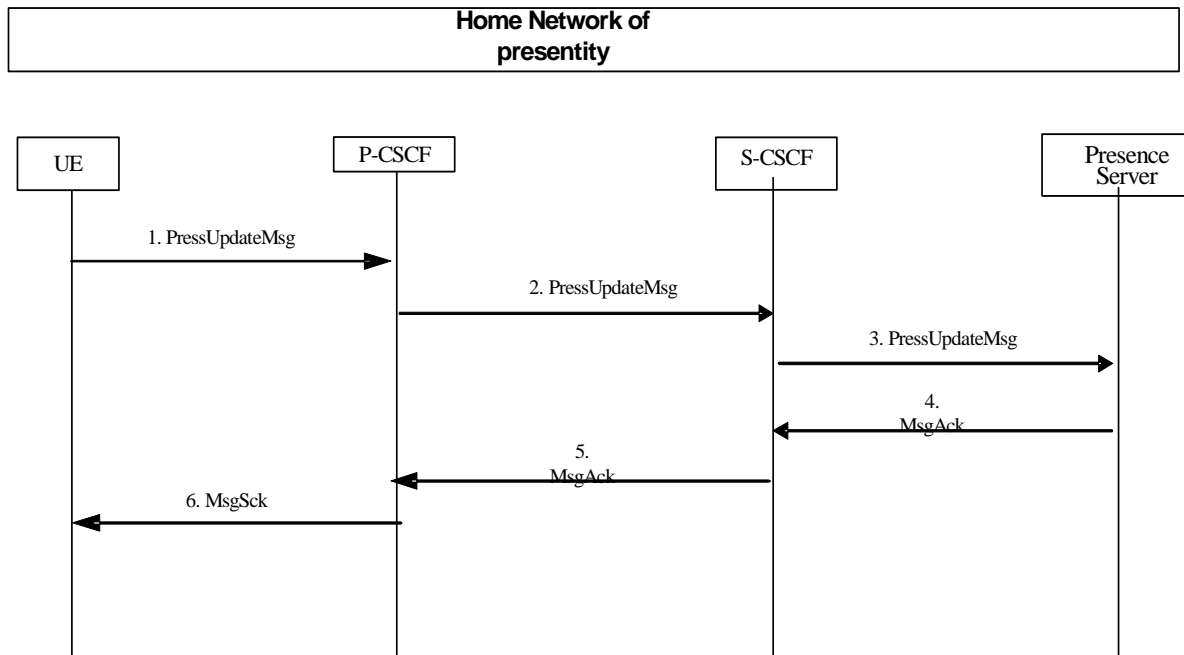 Home Network of
presentity
UE
P-CSCF
S-CSCF
Presence
Server
1. PressUpdateMsg
2. PressUpdateMsg
3. PressUpdateMsg
4.
MsgAck
5.
MsgAck
6. MsgSck